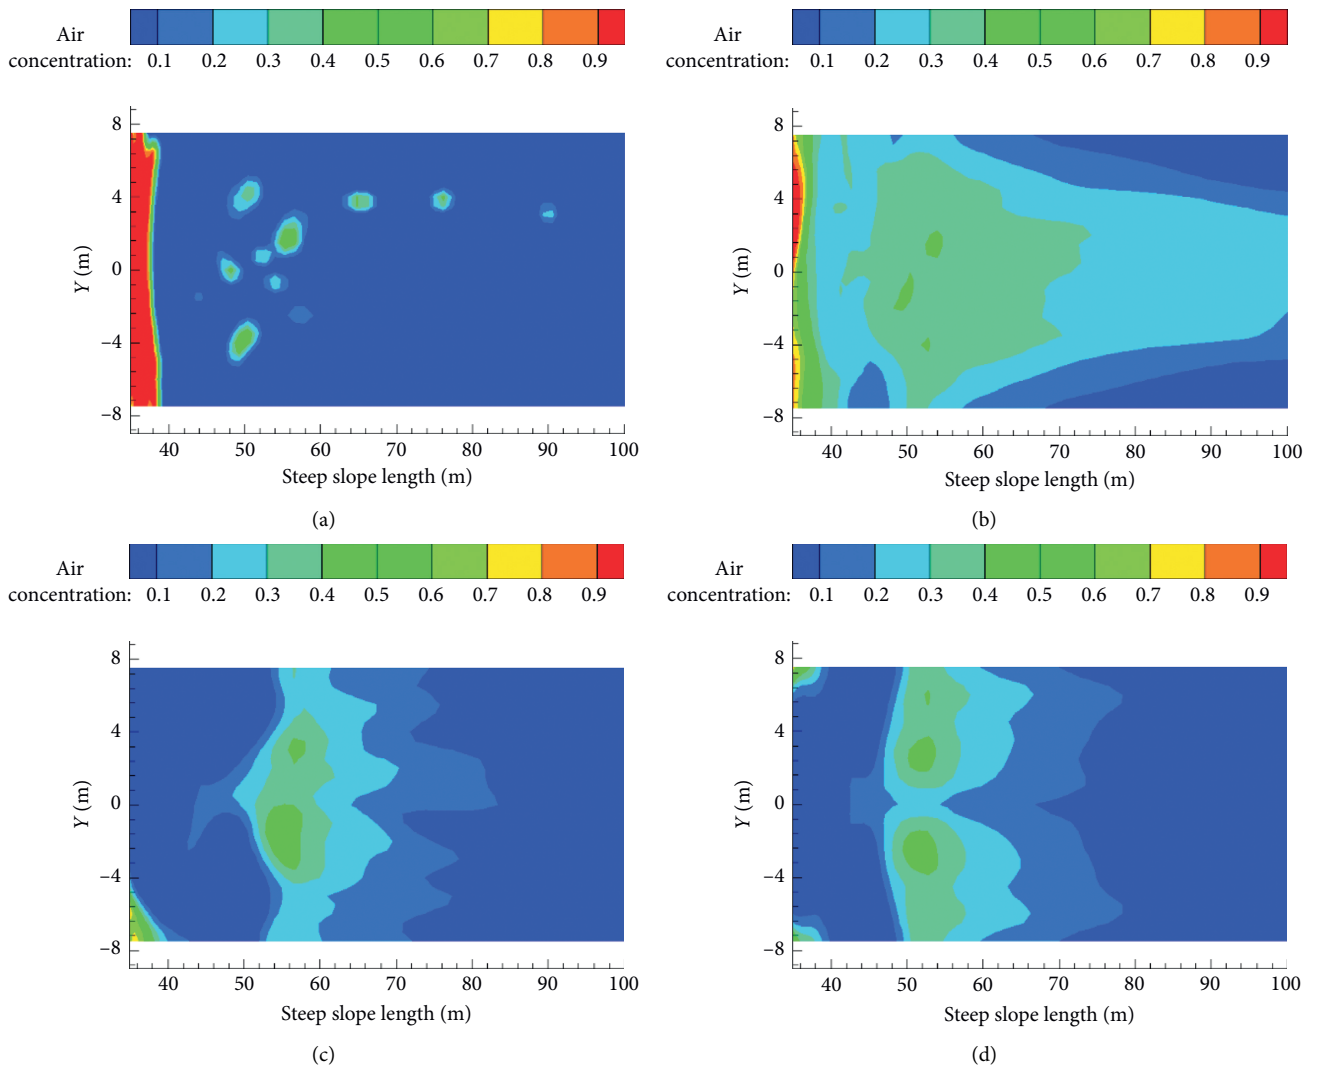 Air
concentration: 0.1 0.2 0.3 0.4 0.5 0.6 0.7 0.8 0.9
8
4
0
−4
−8
Y (m)
40 50 60 70 80 90 100
Steep slope length (m)
(a)
Air
concentration: 0.1 0.2 0.3 0.4 0.5 0.6 0.7 0.8 0.9
8
4
0
−4
−8
Y (m)
40 50 60 70 80 90 100
Steep slope length (m)
(b)
Air
concentration: 0.1 0.2 0.3 0.4 0.5 0.6 0.7 0.8 0.9
8
4
0
−4
−8
Y (m)
40 50 60 70 80 90 100
Steep slope length (m)
(c)
Air
concentration: 0.1 0.2 0.3 0.4 0.5 0.6 0.7 0.8 0.9
8
4
0
−4
−8
Y (m)
40 50 60 70 80 90 100
Steep slope length (m)
(d)